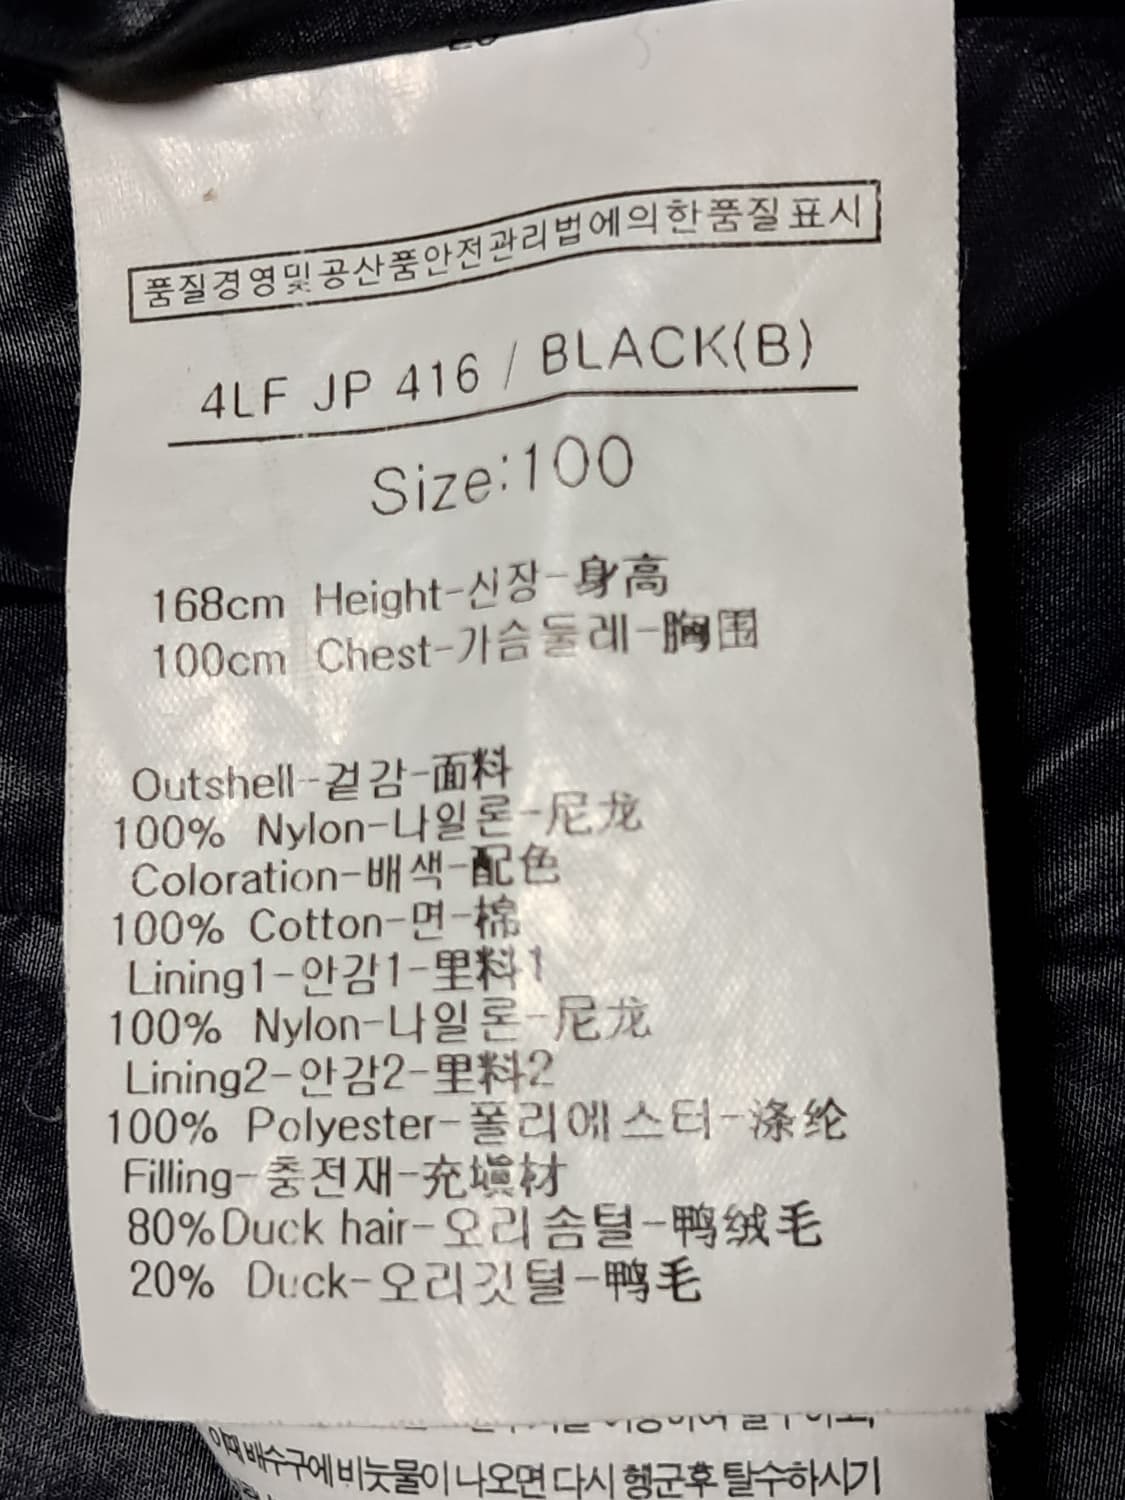 품질경영및공산품안전관리법에의한품질표시
4LF JP 416 / BLACK(B)
Size:100
168cm Height-신장-身高
100cm Chest-가슴둘레-胸围
Outshell-겉감-面料
100% Nylon-나일론-尼龙
Coloration-배색-配色
100% Cotton-면-棉
Lining1-안감1-里料1
100% Nylon-나일론-尼龙
Lining2-안감2-里料2
100% Polyester-폴리에스터-涤纶
Filling-충전재-充塡材
80%Duck hair-오리솜털-鸭绒毛
20% Duck-오리깃털-鸭毛
배수구에 비눗물이 나오면 다시 헹군후 탈수하시기